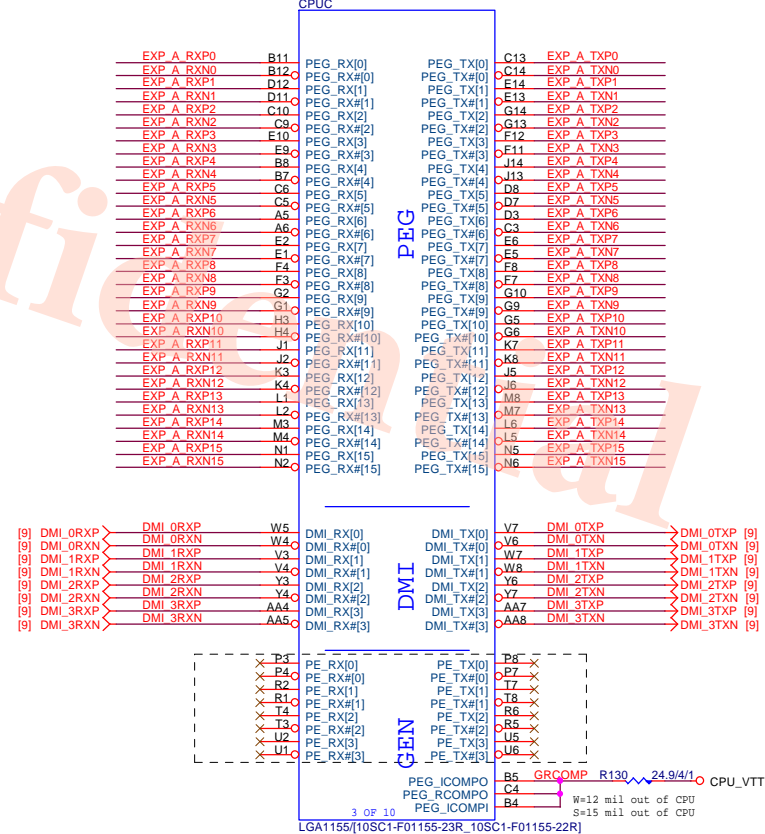 CPUC
EXP_A_RXP0 B11 PEG_RX[0] PEG_TX[0] C13 EXP_A_TXP0
EXP_A_RXN0 B12 PEG_RX#[0] PEG_TX#[0] C14 EXP_A_TXN0
EXP_A_RXP1 D12 PEG_RX[1] PEG_TX[1] E14 EXP_A_TXP1
EXP_A_RXN1 D11 PEG_RX#[1] PEG_TX#[1] E13 EXP_A_TXN1
EXP_A_RXP2 C10 PEG_RX[2] PEG_TX[2] G14 EXP_A_TXP2
EXP_A_RXN2 C9 PEG_RX#[2] PEG_TX#[2] G13 EXP_A_TXN2
EXP_A_RXP3 E10 PEG_RX[3] PEG_TX[3] F12 EXP_A_TXP3
EXP_A_RXN3 E9 PEG_RX#[3] PEG_TX#[3] F11 EXP_A_TXN3
EXP_A_RXP4 B8 PEG_RX[4] PEG_TX[4] J14 EXP_A_TXP4
EXP_A_RXN4 B7 PEG_RX#[4] PEG_TX#[4] J13 EXP_A_TXN4
EXP_A_RXP5 C6 PEG_RX[5] PEG_TX[5] D8 EXP_A_TXP5
EXP_A_RXN5 C5 PEG_RX#[5] PEG_TX#[5] D7 EXP_A_TXN5
EXP_A_RXP6 A5 PEG_RX[6] PEG_TX[6] D3 EXP_A_TXP6
EXP_A_RXN6 A6 PEG_RX#[6] PEG_TX#[6] C3 EXP_A_TXN6
EXP_A_RXP7 E2 PEG_RX[7] PEG_TX[7] E6 EXP_A_TXP7
EXP_A_RXN7 E1 PEG_RX#[7] PEG_TX#[7] E5 EXP_A_TXN7
EXP_A_RXP8 F4 PEG_RX[8] PEG_TX[8] F8 EXP_A_TXP8
EXP_A_RXN8 F3 PEG_RX#[8] PEG_TX#[8] F7 EXP_A_TXN8
EXP_A_RXP9 G2 PEG_RX[9] PEG_TX[9] G10 EXP_A_TXP9
EXP_A_RXN9 G1 PEG_RX#[9] PEG_TX#[9] G9 EXP_A_TXN9
EXP_A_RXP10 H3 PEG_RX[10] PEG_TX[10] G5 EXP_A_TXP10
EXP_A_RXN10 H4 PEG_RX#[10] PEG_TX#[10] G6 EXP_A_TXN10
EXP_A_RXP11 J1 PEG_RX[11] PEG_TX[11] K7 EXP_A_TXP11
EXP_A_RXN11 J2 PEG_RX#[11] PEG_TX#[11] K8 EXP_A_TXN11
EXP_A_RXP12 K3 PEG_RX[12] PEG_TX[12] J5 EXP_A_TXP12
EXP_A_RXN12 K4 PEG_RX#[12] PEG_TX#[12] J6 EXP_A_TXN12
EXP_A_RXP13 L1 PEG_RX[13] PEG_TX[13] M8 EXP_A_TXP13
EXP_A_RXN13 L2 PEG_RX#[13] PEG_TX#[13] M7 EXP_A_TXN13
EXP_A_RXP14 M3 PEG_RX[14] PEG_TX[14] L6 EXP_A_TXP14
EXP_A_RXN14 M4 PEG_RX#[14] PEG_TX#[14] L5 EXP_A_TXN14
EXP_A_RXP15 N1 PEG_RX[15] PEG_TX[15] N5 EXP_A_TXP15
EXP_A_RXN15 N2 PEG_RX#[15] PEG_TX#[15] N6 EXP_A_TXN15
PEG
fidential
[9] DMI_0RXP DMI_0RXP W5 DMI_RX[0] DMI_TX[0] V7 DMI_0TXP DMI_0TXP [9]
[9] DMI_0RXN DMI_0RXN W4 DMI_RX#[0] DMI_TX#[0] V6 DMI_0TXN DMI_0TXN [9]
[9] DMI_1RXP DMI_1RXP V3 DMI_RX[1] DMI_TX[1] W7 DMI_1TXP DMI_1TXP [9]
[9] DMI_1RXN DMI_1RXN V4 DMI_RX#[1] DMI_TX#[1] W8 DMI_1TXN DMI_1TXN [9]
[9] DMI_2RXP DMI_2RXP Y3 DMI_RX[2] DMI_TX[2] Y6 DMI_2TXP DMI_2TXP [9]
[9] DMI_2RXN DMI_2RXN Y4 DMI_RX#[2] DMI_TX#[2] Y7 DMI_2TXN DMI_2TXN [9]
[9] DMI_3RXP DMI_3RXP AA4 DMI_RX[3] DMI_TX[3] AA7 DMI_3TXP DMI_3TXP [9]
[9] DMI_3RXN DMI_3RXN AA5 DMI_RX#[3] DMI_TX#[3] AA8 DMI_3TXN DMI_3TXN [9]
DMI
P3 PE_RX[0] PE_TX[0] P8
P4 PE_RX#[0] PE_TX#[0] P7
R2 PE_RX[1] PE_TX[1] T7
R1 PE_RX#[1] PE_TX#[1] T8
T4 PE_RX[2] PE_TX[2] R6
T3 PE_RX#[2] PE_TX#[2] R5
U2 PE_RX[3] PE_TX[3] U5
U1 PE_RX#[3] PE_TX#[3] U6
GEN
PEG_ICOMPO B5 GRCOMP R130 24.9/4/1 CPU_VTT
PEG_RCOMPO C4
PEG_ICOMPI B4
W=12 mil out of CPU
S=15 mil out of CPU
3 OF 10
LGA1155/[10SC1-F01155-23R_10SC1-F01155-22R]